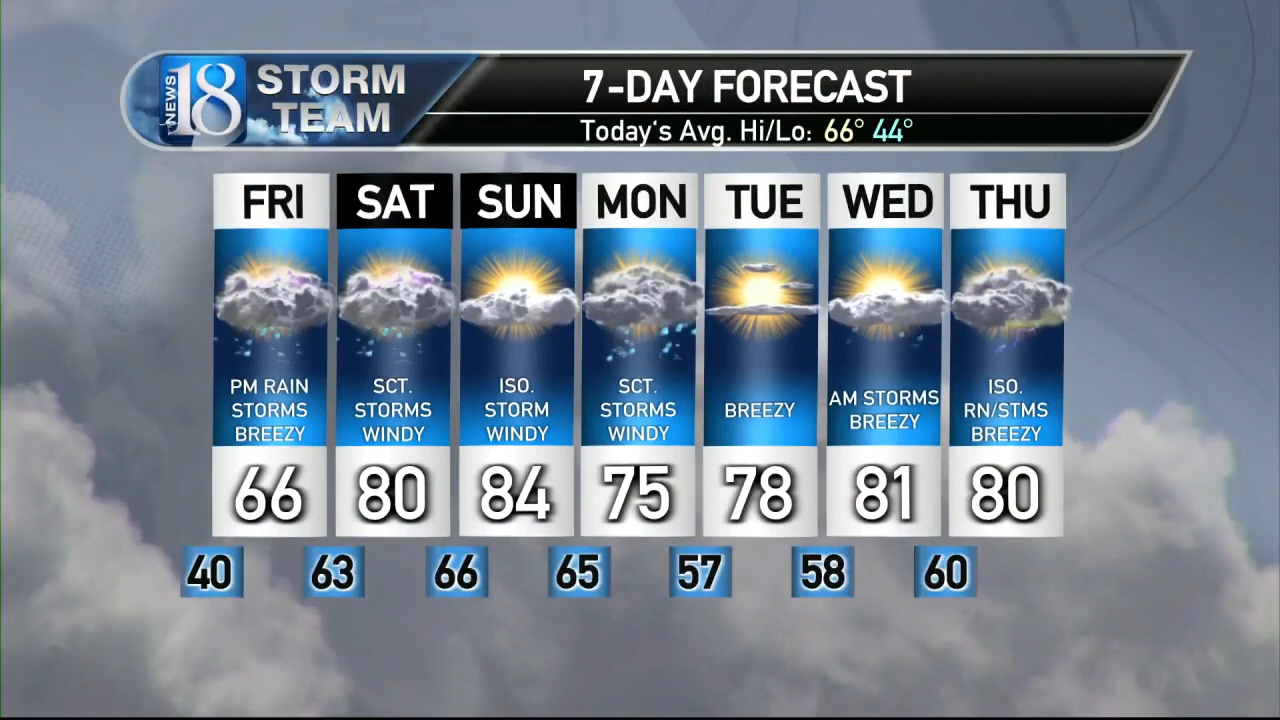 NEWS
18
STORM
TEAM
7-DAY FORECAST
Today's Avg. Hi/Lo: 66° 44°
FRI SAT SUN MON TUE WED THU
PM RAIN
STORMS
BREEZY
SCT.
STORMS
WINDY
ISO.
STORM
WINDY
SCT.
STORMS
WINDY
BREEZY
AM STORMS
BREEZY
ISO.
RN/STMS
BREEZY
66 80 84 75 78 81 80
40 63 66 65 57 58 60